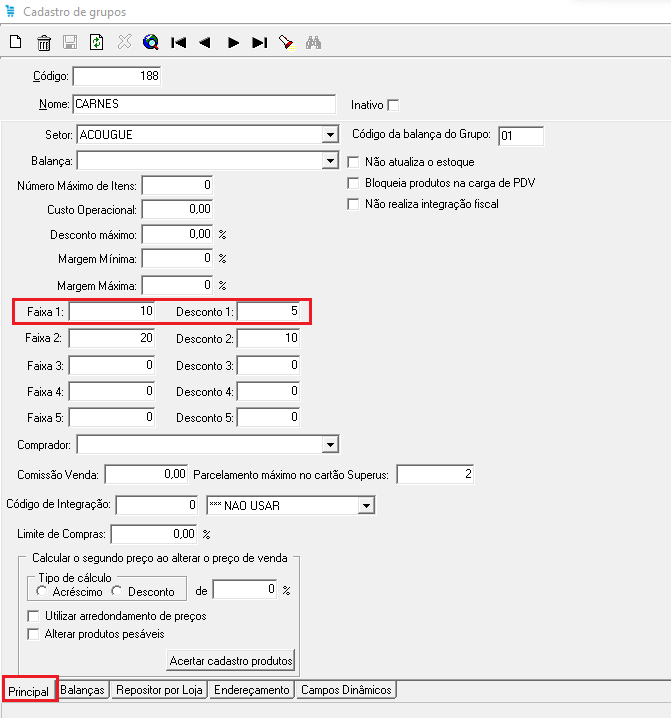 Cadastro de grupos
Código: 188
Nome: CARNES Inativo
Setor: ACOUGUE Código da balança do Grupo: 01
Balança: Não atualiza o estoque
Número Máximo de Itens: 0 Bloqueia produtos na carga de PDV
Custo Operacional: 0,00 Não realiza integração fiscal
Desconto máximo: 0,00 %
Margem Mínima: 0 %
Margem Máxima: 0 %
Faixa 1: 10 Desconto 1: 5
Faixa 2: 20 Desconto 2: 10
Faixa 3: 0 Desconto 3: 0
Faixa 4: 0 Desconto 4: 0
Faixa 5: 0 Desconto 5: 0
Comprador:
Comissão Venda: 0,00 Parcelamento máximo no cartão Superus: 2
Código de Integração: 0 *** NAO USAR
Limite de Compras: 0,00 %
Calcular o segundo preço ao alterar o preço de venda
Tipo de cálculo
Acréscimo Desconto de 0 %
Utilizar arredondamento de preços
Alterar produtos pesáveis
Acertar cadastro produtos
Principal Balanças Repositor por Loja Endereçamento Campos Dinâmicos